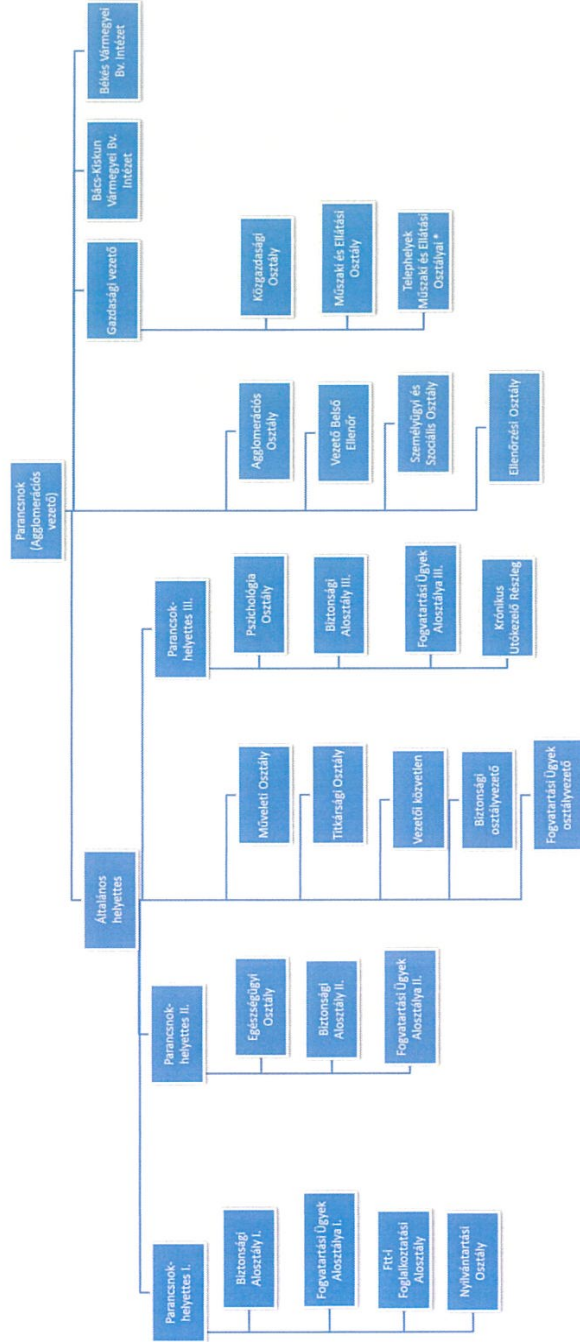 Parancsnok
(Agglomerációs
vezető)
Általános
helyettes
Gazdasági vezető
Bács-Kiskun
Vármegyei Bv.
Intézet
Békés Vármegyei
Bv. Intézet
Parancsnok-
helyettes I.
Parancsnok-
helyettes II.
Parancsok-
helyettes III.
Biztonsági
Alosztály I.
Fogvatartási Ügyek
Alosztálya I.
Ftt-i
Foglalkoztatási
Alosztály
Nyilvántartási
Osztály
Egészségügyi
Osztály
Biztonsági
Alosztály II.
Fogvatartási Ügyek
Alosztálya II.
Műveleti Osztály
Titkársági Osztály
Vezetői közvetlen
Biztonsági
osztályvezető
Fogvatartási Ügyek
osztályvezető
Pszichológia
Osztály
Biztonsági
Alosztály III.
Fogvatartási Ügyek
Alosztálya III.
Krónikus
Utókezelő Részleg
Agglomerációs
Osztály
Vezető Belső
Ellenőr
Személyügyi és
Szociális Osztály
Ellenőrzési Osztály
Közgazdasági
Osztály
Műszaki és Ellátási
Osztály
Telephelyek
Műszaki és Ellátási
Osztályai *